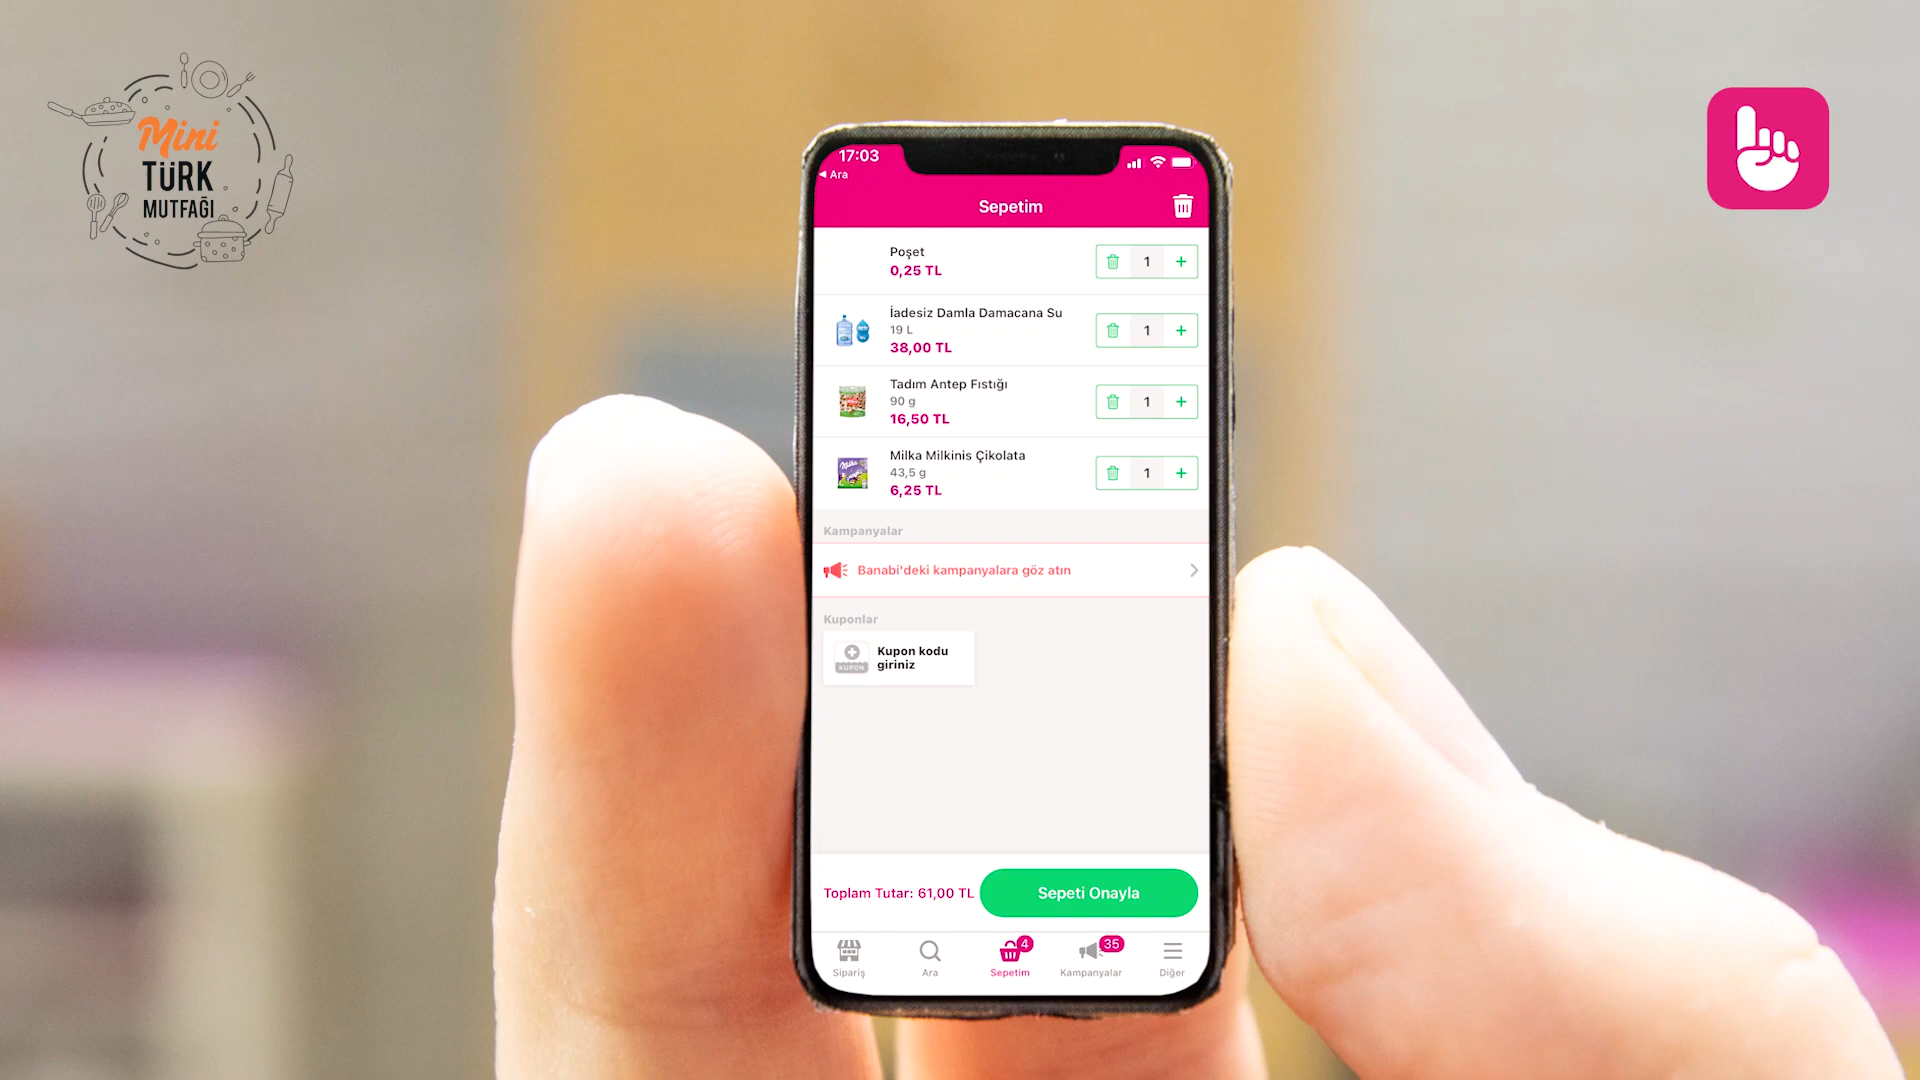 Mini
TÜRK
MUTFAĞI
17:03
Ara
Sepetim
Poşet
0,25 TL
1
İadesiz Damla Damacana Su
19 L
38,00 TL
1
Tadım Antep Fıstığı
90 g
16,50 TL
1
Milka
Milka Milkinis Çikolata
43,5 g
6,25 TL
1
Kampanyalar
Banabi'deki kampanyalara göz atın
Kuponlar
KUPON
Kupon kodu
giriniz
Toplam Tutar: 61,00 TL
Sepeti Onayla
4
35
Sipariş
Ara
Sepetim
Kampanyalar
Diğer